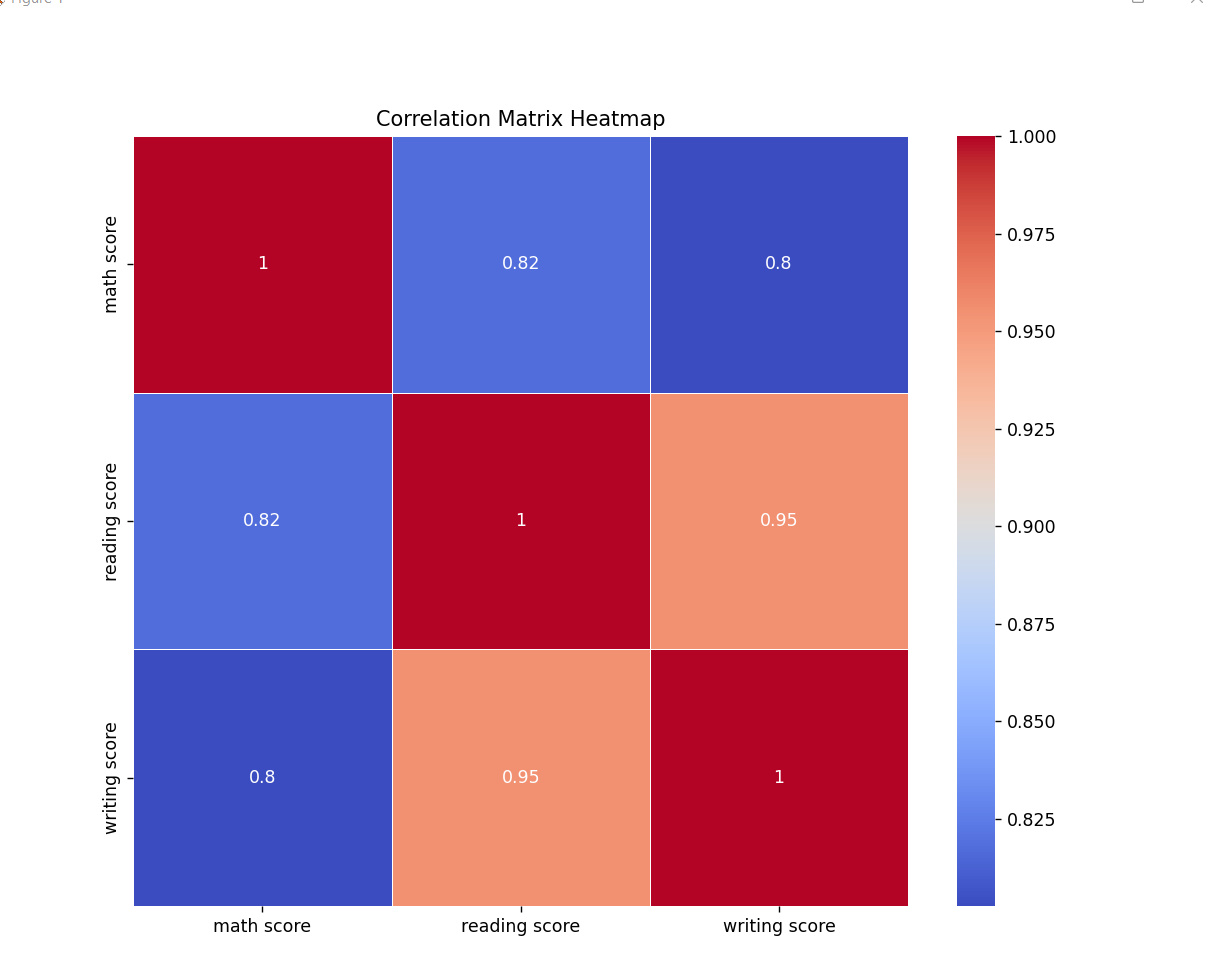 Correlation Matrix Heatmap
math score
reading score
writing score
1 0.82 0.8
0.82 1 0.95
0.8 0.95 1
math score reading score writing score
1.000
0.975
0.950
0.925
0.900
0.875
0.850
0.825